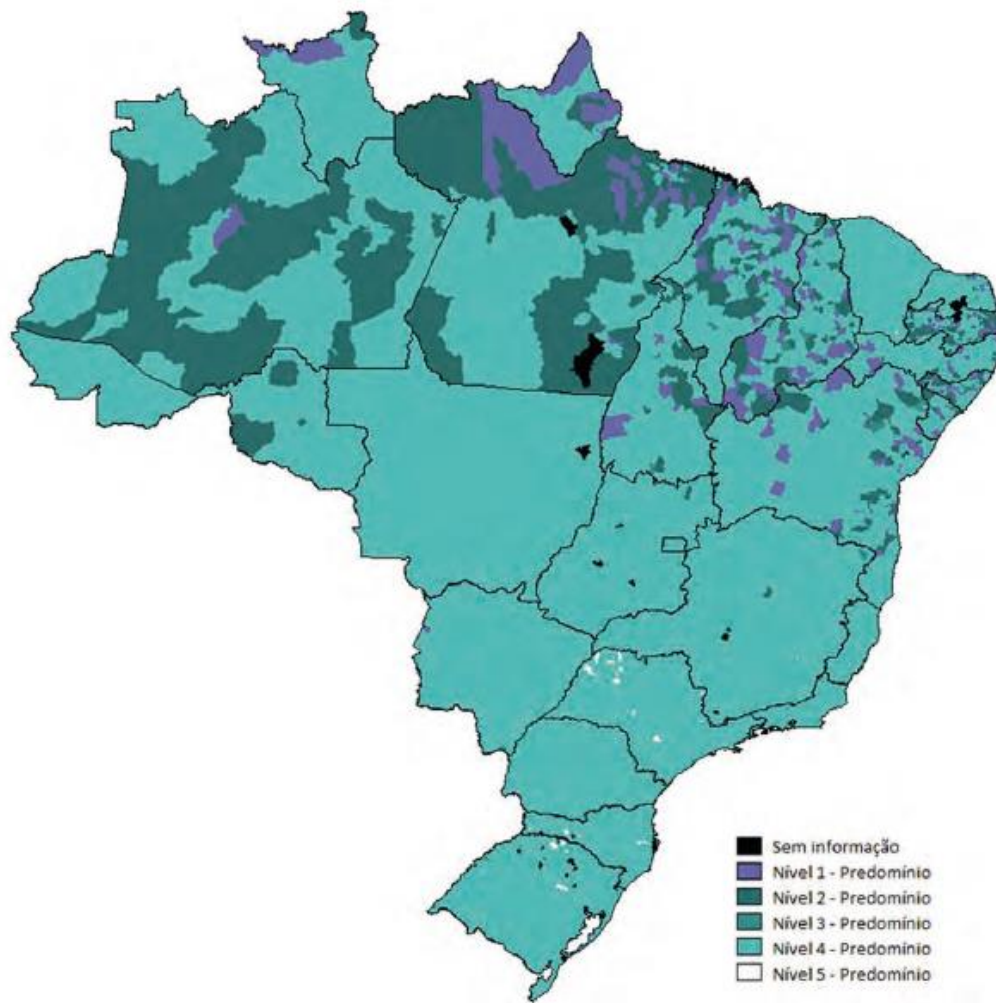 Sem informação
Nível 1 - Predomínio
Nível 2 - Predomínio
Nível 3 - Predomínio
Nível 4 - Predomínio
Nível 5 - Predomínio